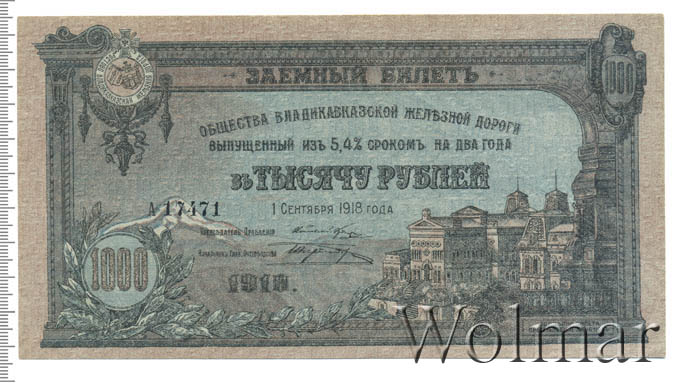 ЗАЕМНЫЙ БИЛЕТЪ
1000
ОБЩЕСТВА ВЛАДИКАВКАЗСКОЙ ЖЕЛѢЗНОЙ ДОРОГИ
ВЫПУЩЕННЫЙ ИЗЪ 5,4% СРОКОМЪ НА ДВА ГОДА
въ ТЫСЯЧУ РУБЛЕЙ
А 17471
1 СЕНТЯБРЯ 1918 ГОДА
1000
1918.
Wolmar